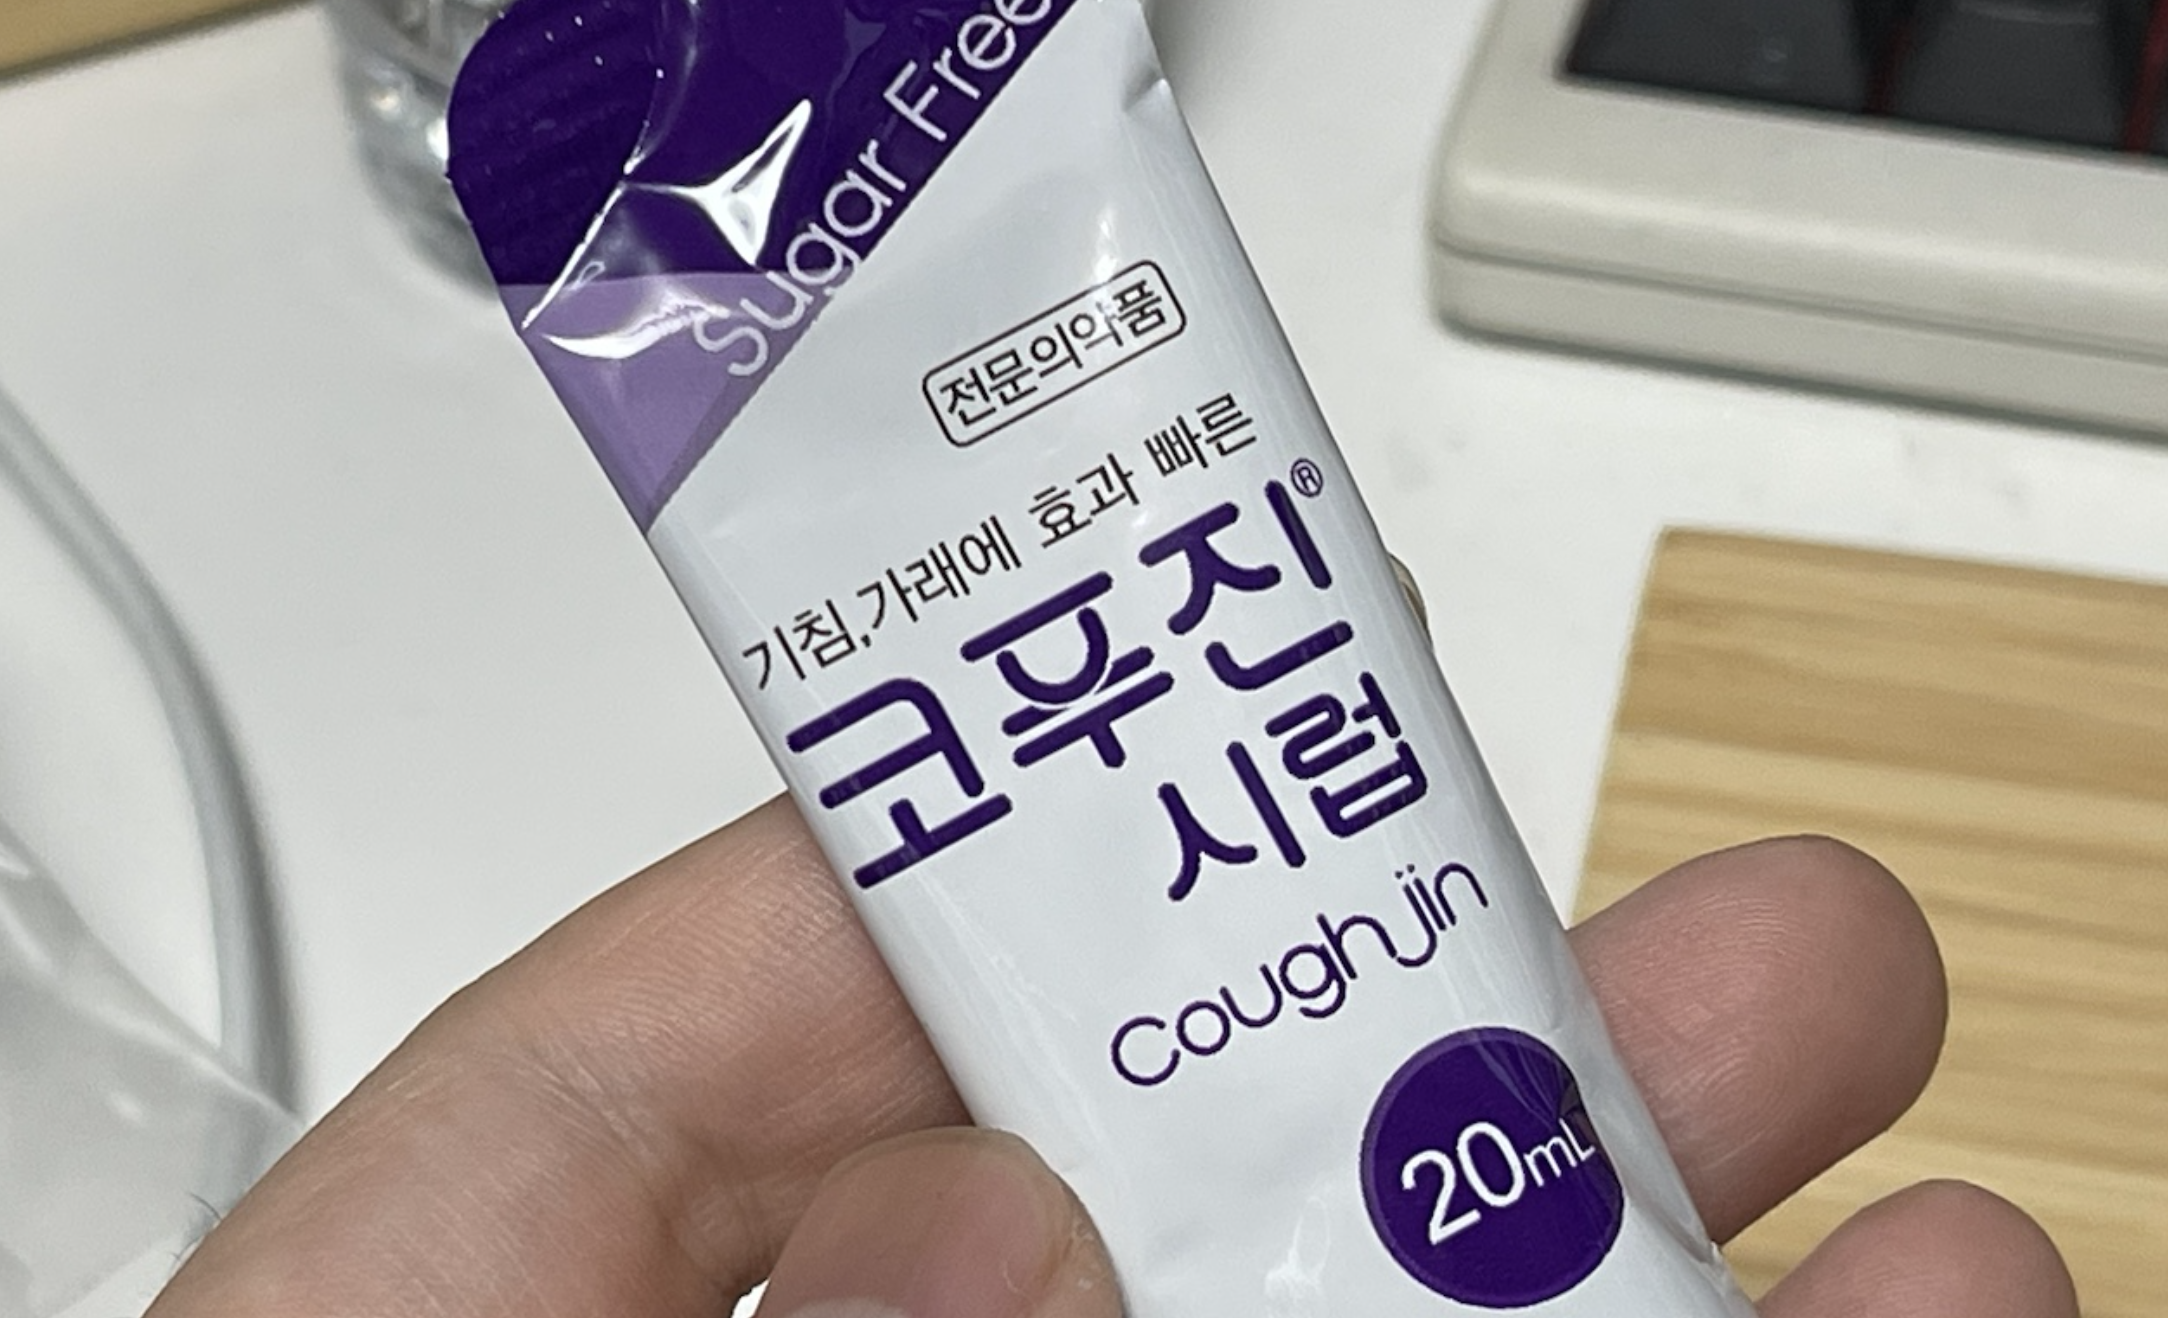 Sugar Free
전문의약품
기침,가래에 효과 빠른
코푸진®
시럽
coughjin
20mL